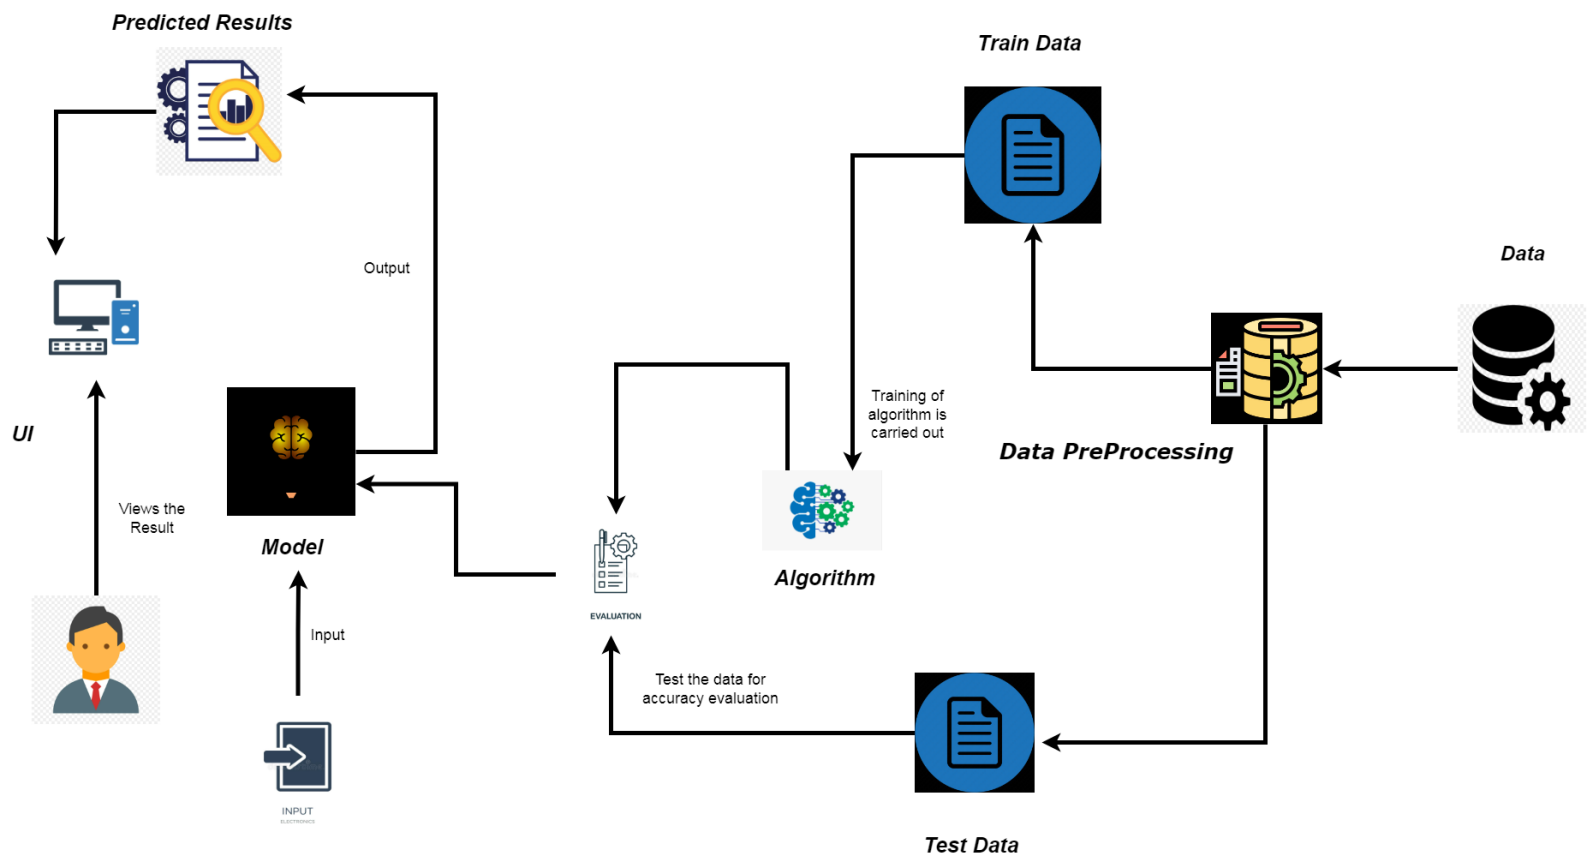 Predicted Results
Train Data
Data
Output
Training of
algorithm is
carried out
UI
Data PreProcessing
Views the
Result
Model
Algorithm
EVALUATION
Input
Test the data for
accuracy evaluation
INPUT
ELECTRONICS
Test Data